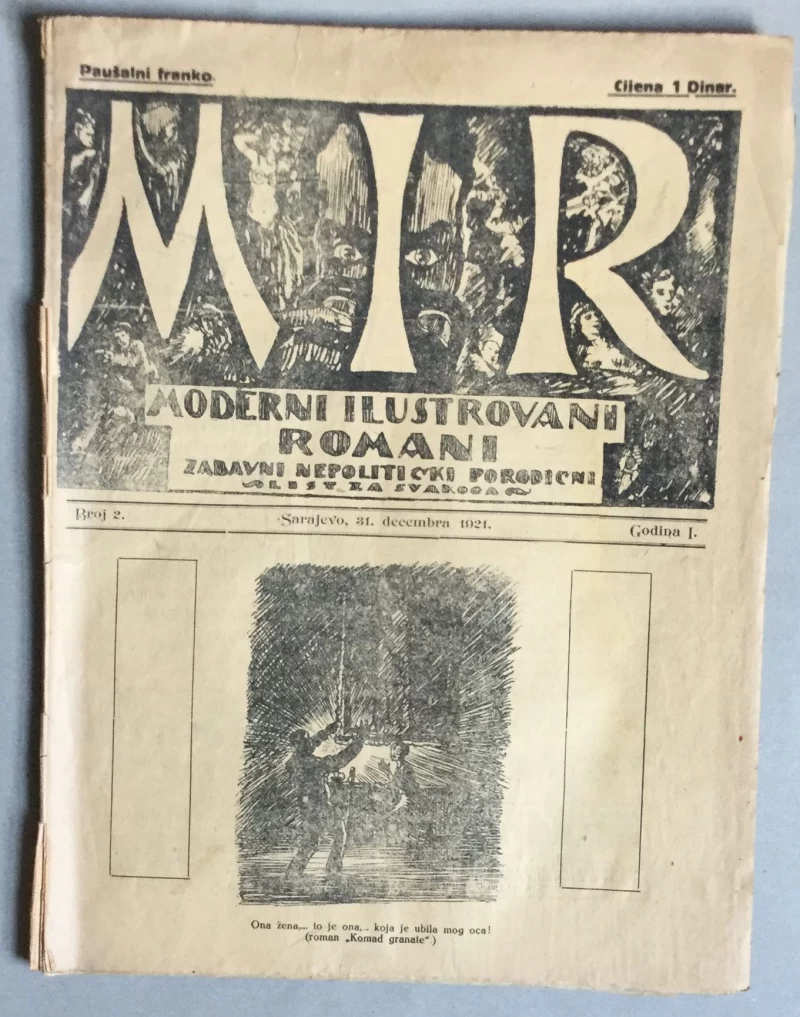 Paušalni franko.
Cijena 1 Dinar.
MIR
MODERNI ILUSTROVANI
ROMANI
ZABAVNI NEPOLITIČKI PORODIČNI
LIST ZA SVAKOGA
Broj 2.
Sarajevo, 31. decembra 1921.
Godina I.
Ona žena,... to je ona,.. koja je ubila mog oca!
(roman „Komad granate“)